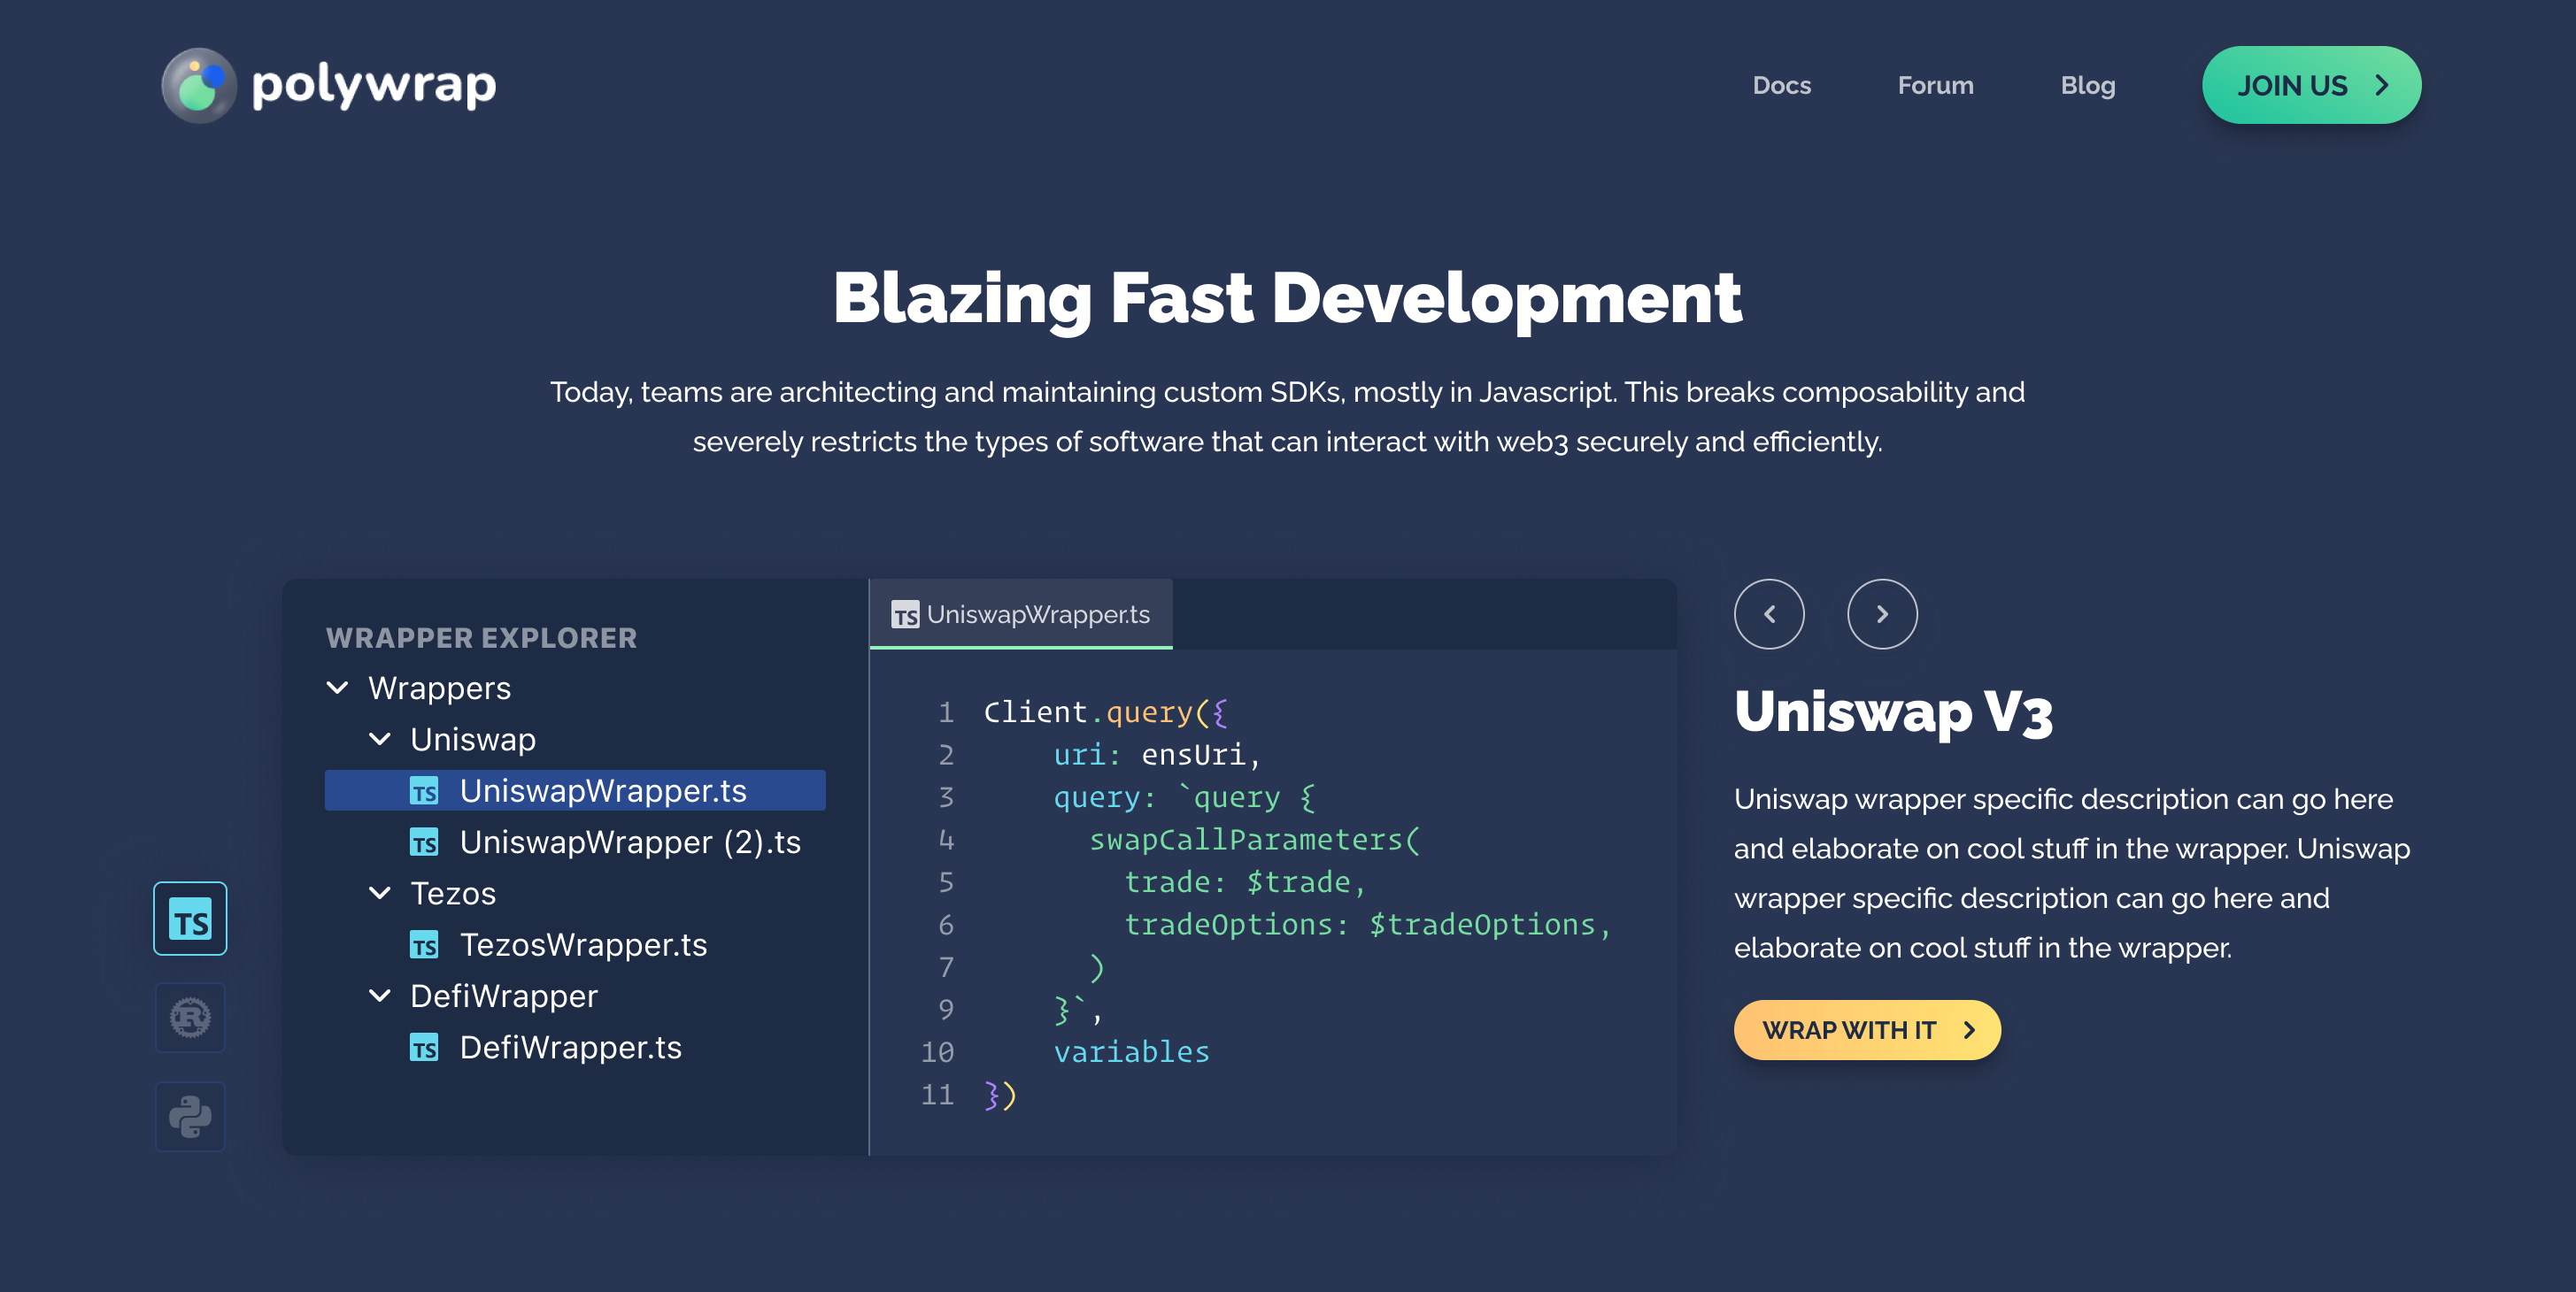 polywrap
Docs
Forum
Blog
JOIN US
Blazing Fast Development
Today, teams are architecting and maintaining custom SDKs, mostly in Javascript. This breaks composability and
severely restricts the types of software that can interact with web3 securely and efficiently.
WRAPPER EXPLORER
Wrappers
Uniswap
TS UniswapWrapper.ts
TS UniswapWrapper (2).ts
Tezos
TS TezosWrapper.ts
DefiWrapper
TS DefiWrapper.ts
TS
R
TS UniswapWrapper.ts
1 Client.query({
2 uri: ensUri,
3 query: `query {
4 swapCallParameters(
5 trade: $trade,
6 tradeOptions: $tradeOptions,
7 )
9 }`,
10 variables
11 })
Uniswap V3
Uniswap wrapper specific description can go here
and elaborate on cool stuff in the wrapper. Uniswap
wrapper specific description can go here and
elaborate on cool stuff in the wrapper.
WRAP WITH IT